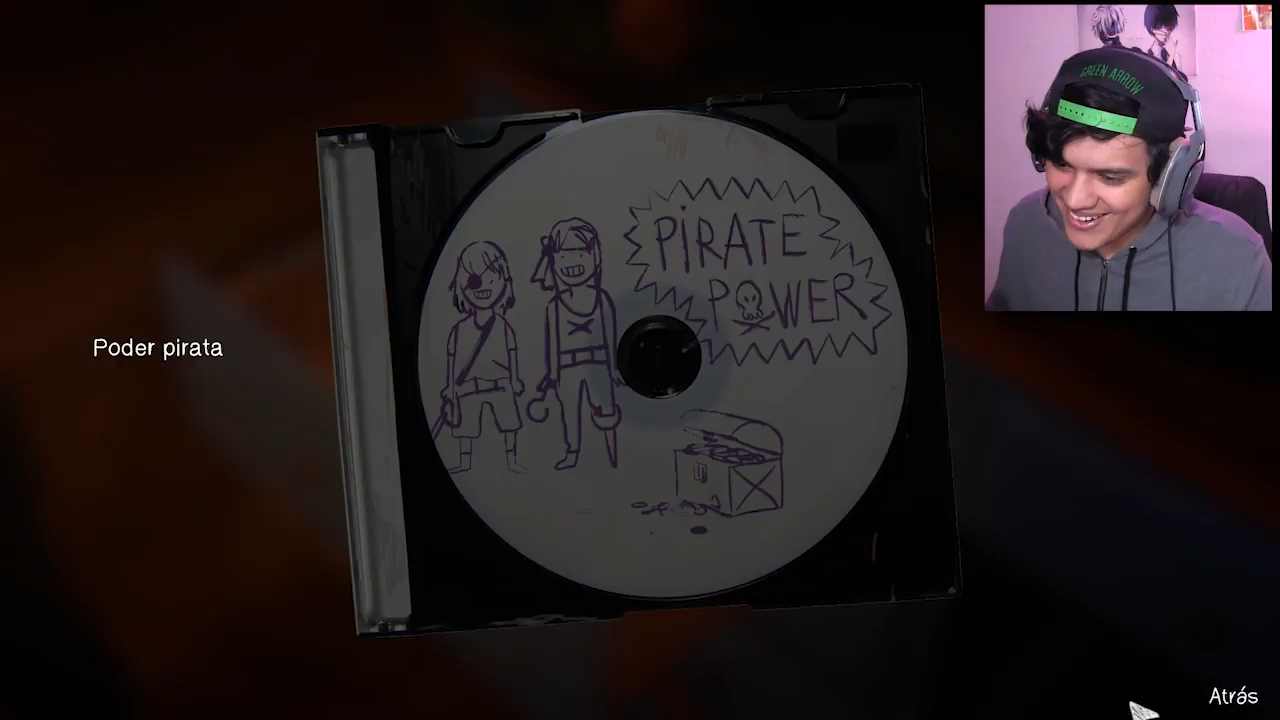 GREEN ARROW
PiRATE
POWER
Poder pirata
Atrás